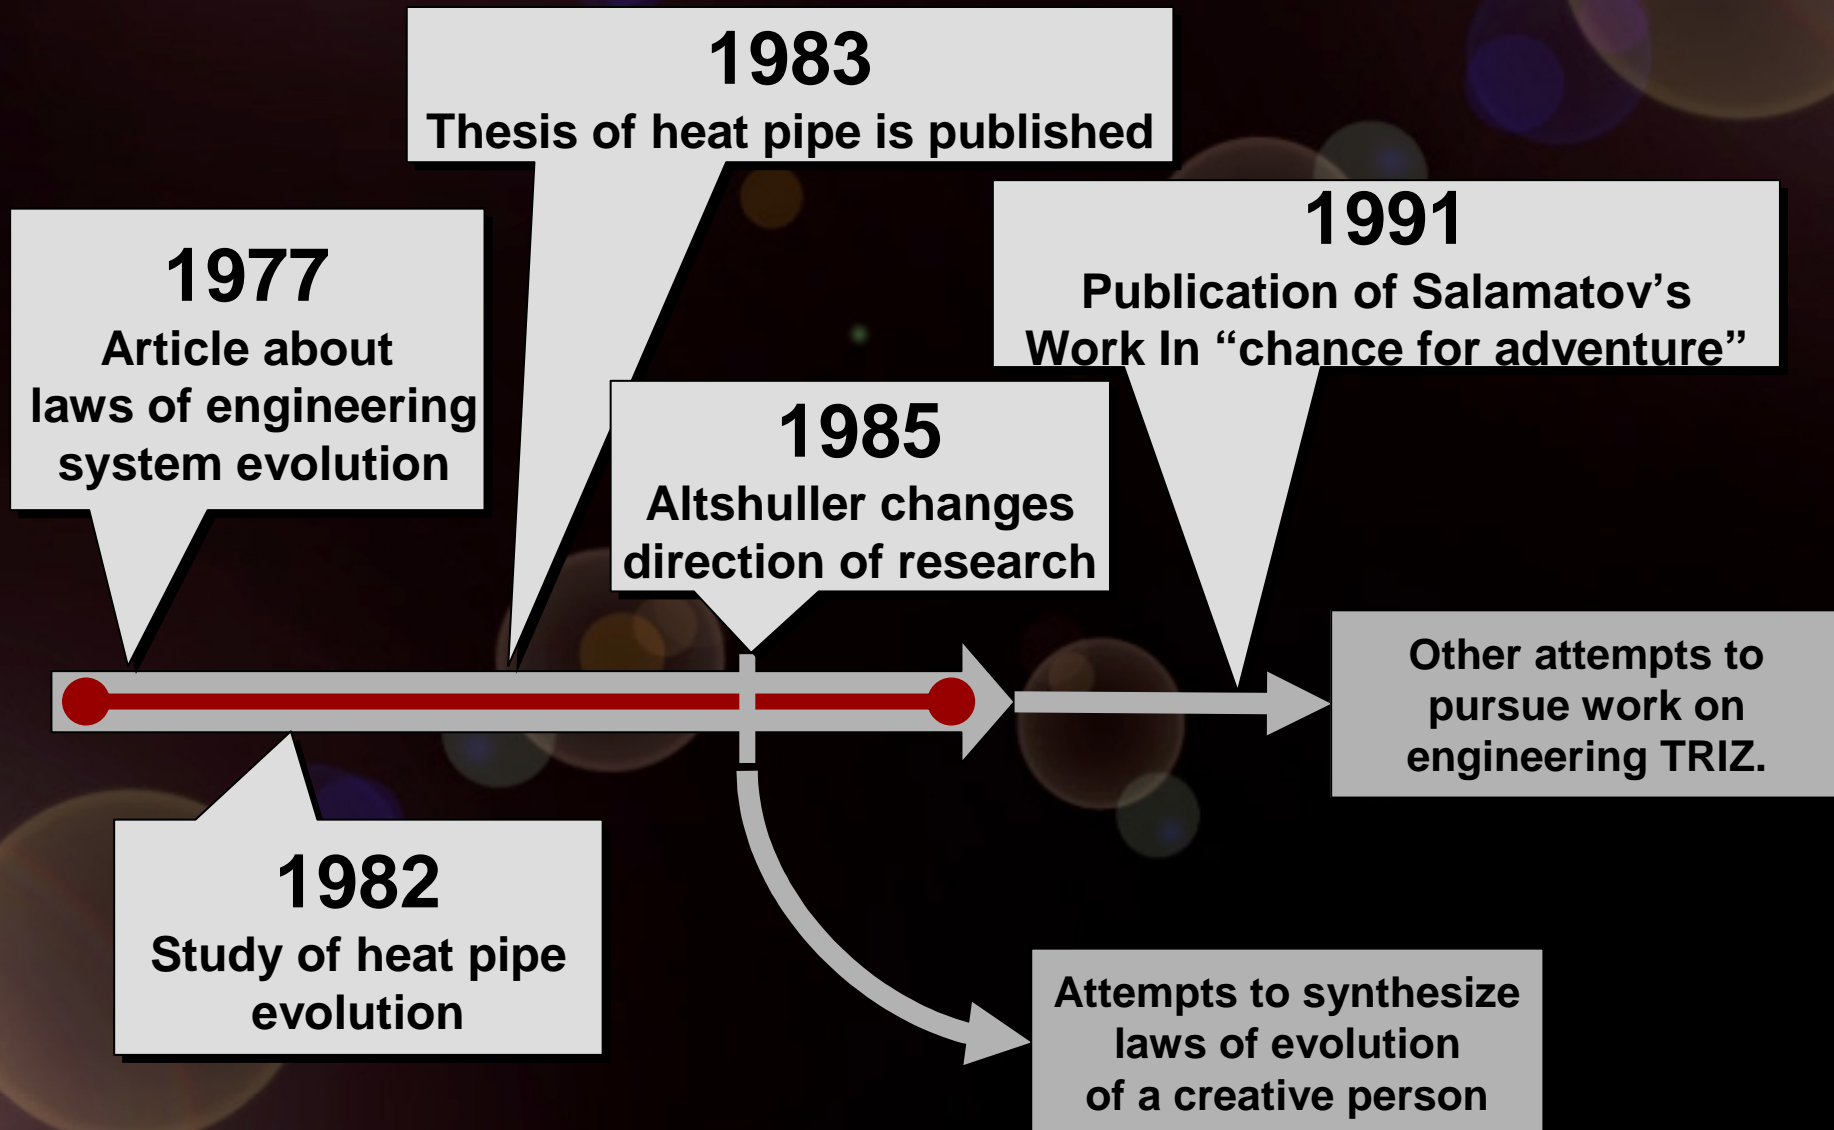 1983
Thesis of heat pipe is published
1977
Article about
laws of engineering
system evolution
1991
Publication of Salamatov’s
Work In “chance for adventure”
1985
Altshuller changes
direction of research
Other attempts to
pursue work on
engineering TRIZ.
1982
Study of heat pipe
evolution
Attempts to synthesize
laws of evolution
of a creative person